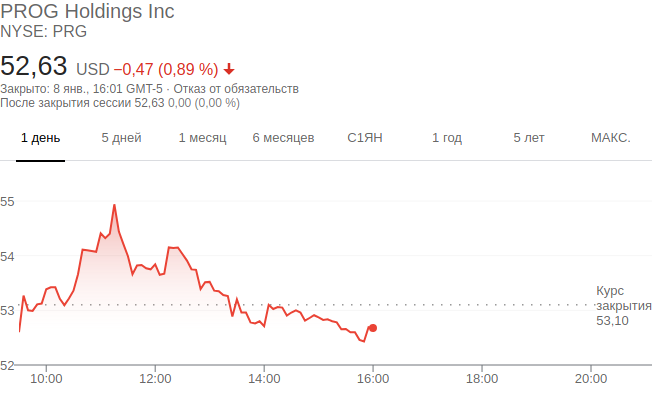 PROG Holdings Inc
NYSE: PRG
52,63 USD −0,47 (0,89 %)
Закрыто: 8 янв., 16:01 GMT-5 · Отказ от обязательств
После закрытия сессии 52,63 0,00 (0,00 %)
1 день 5 дней 1 месяц 6 месяцев С1ЯН 1 год 5 лет МАКС.
55
54
53
52
Курс
закрытия
53,10
10:00 12:00 14:00 16:00 18:00 20:00